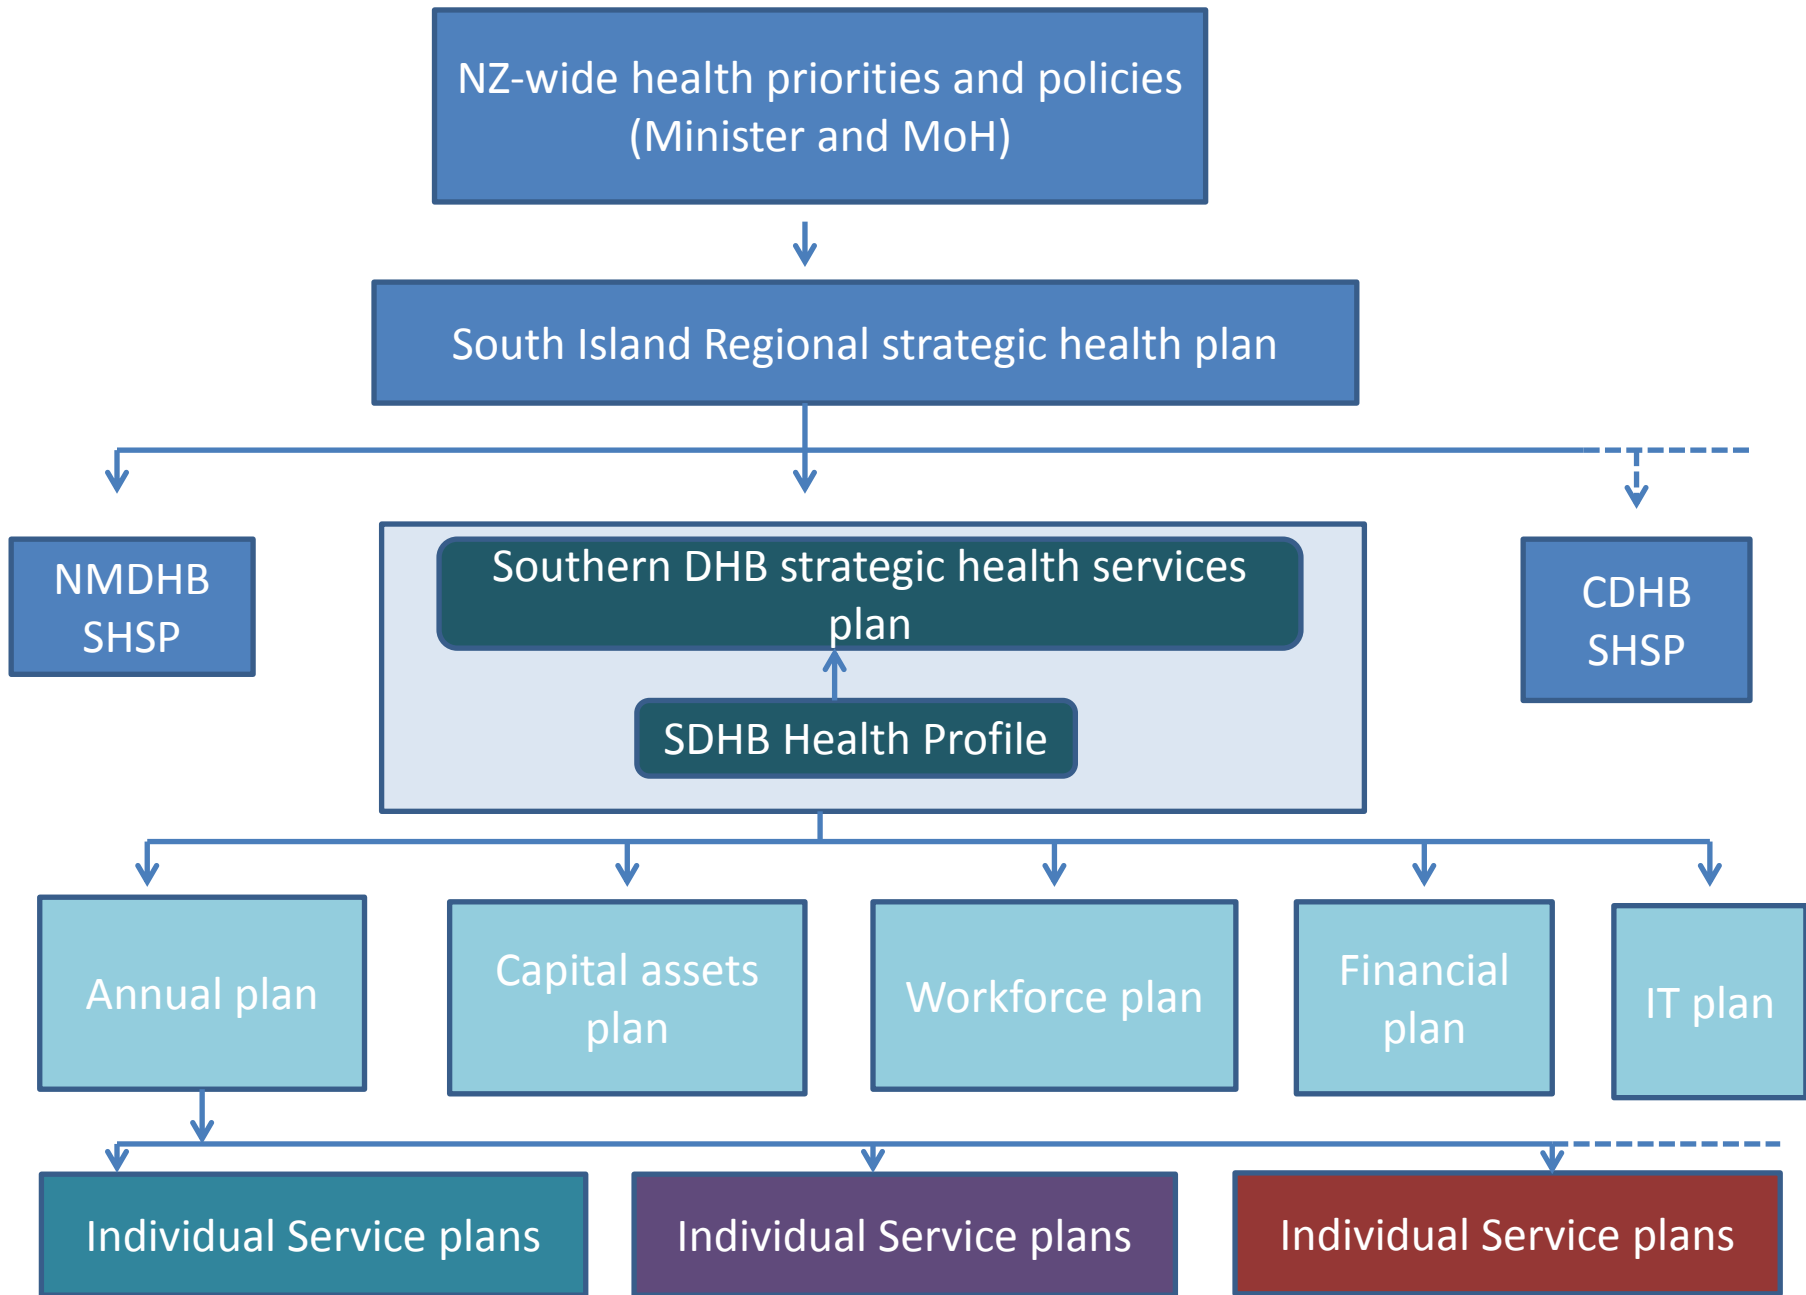 NZ-wide health priorities and policies
(Minister and MoH)
South Island Regional strategic health plan
NMDHB
SHSP
Southern DHB strategic health services
plan
SDHB Health Profile
CDHB
SHSP
Annual plan
Capital assets
plan
Workforce plan
Financial
plan
IT plan
Individual Service plans
Individual Service plans
Individual Service plans